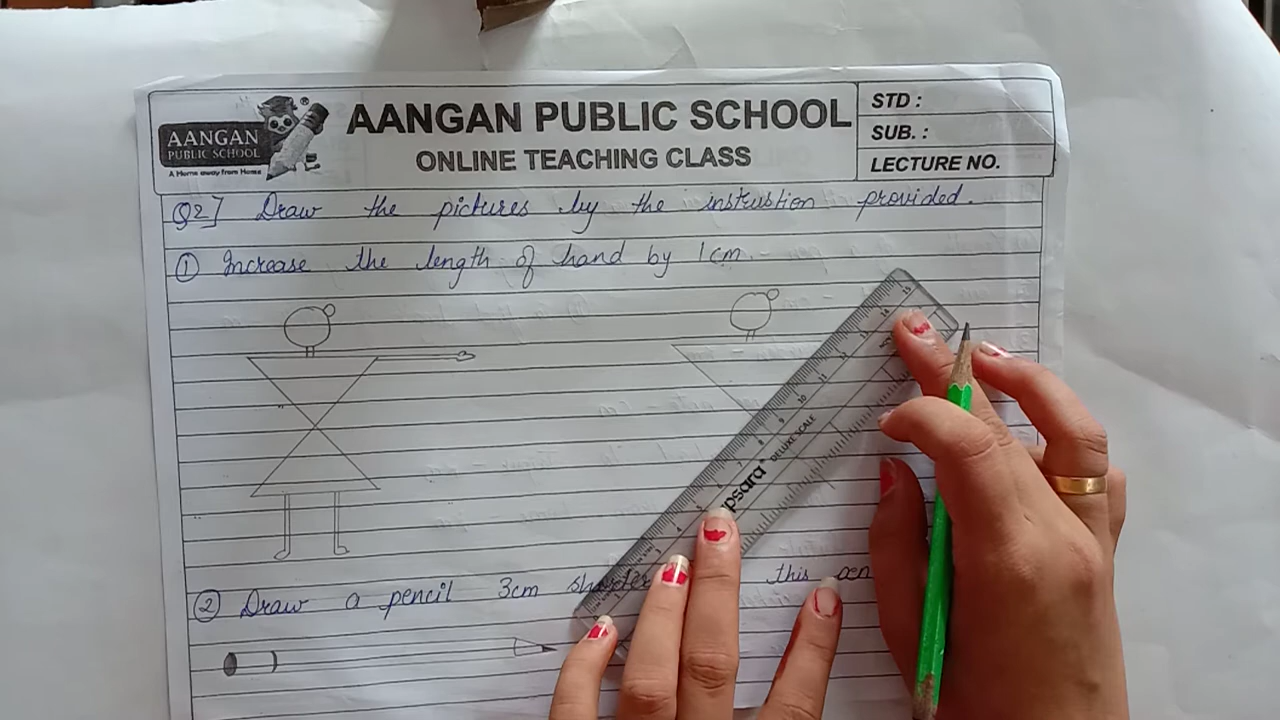 AANGAN
PUBLIC SCHOOL
A Home away from Home
AANGAN PUBLIC SCHOOL
ONLINE TEACHING CLASS
STD :
SUB. :
LECTURE NO.
Q2] Draw the pictures by the instrustion provided.
① Increase the length of hand by 1cm.
② Draw a pencil 3cm shorter this
psara DELUXE SCALE